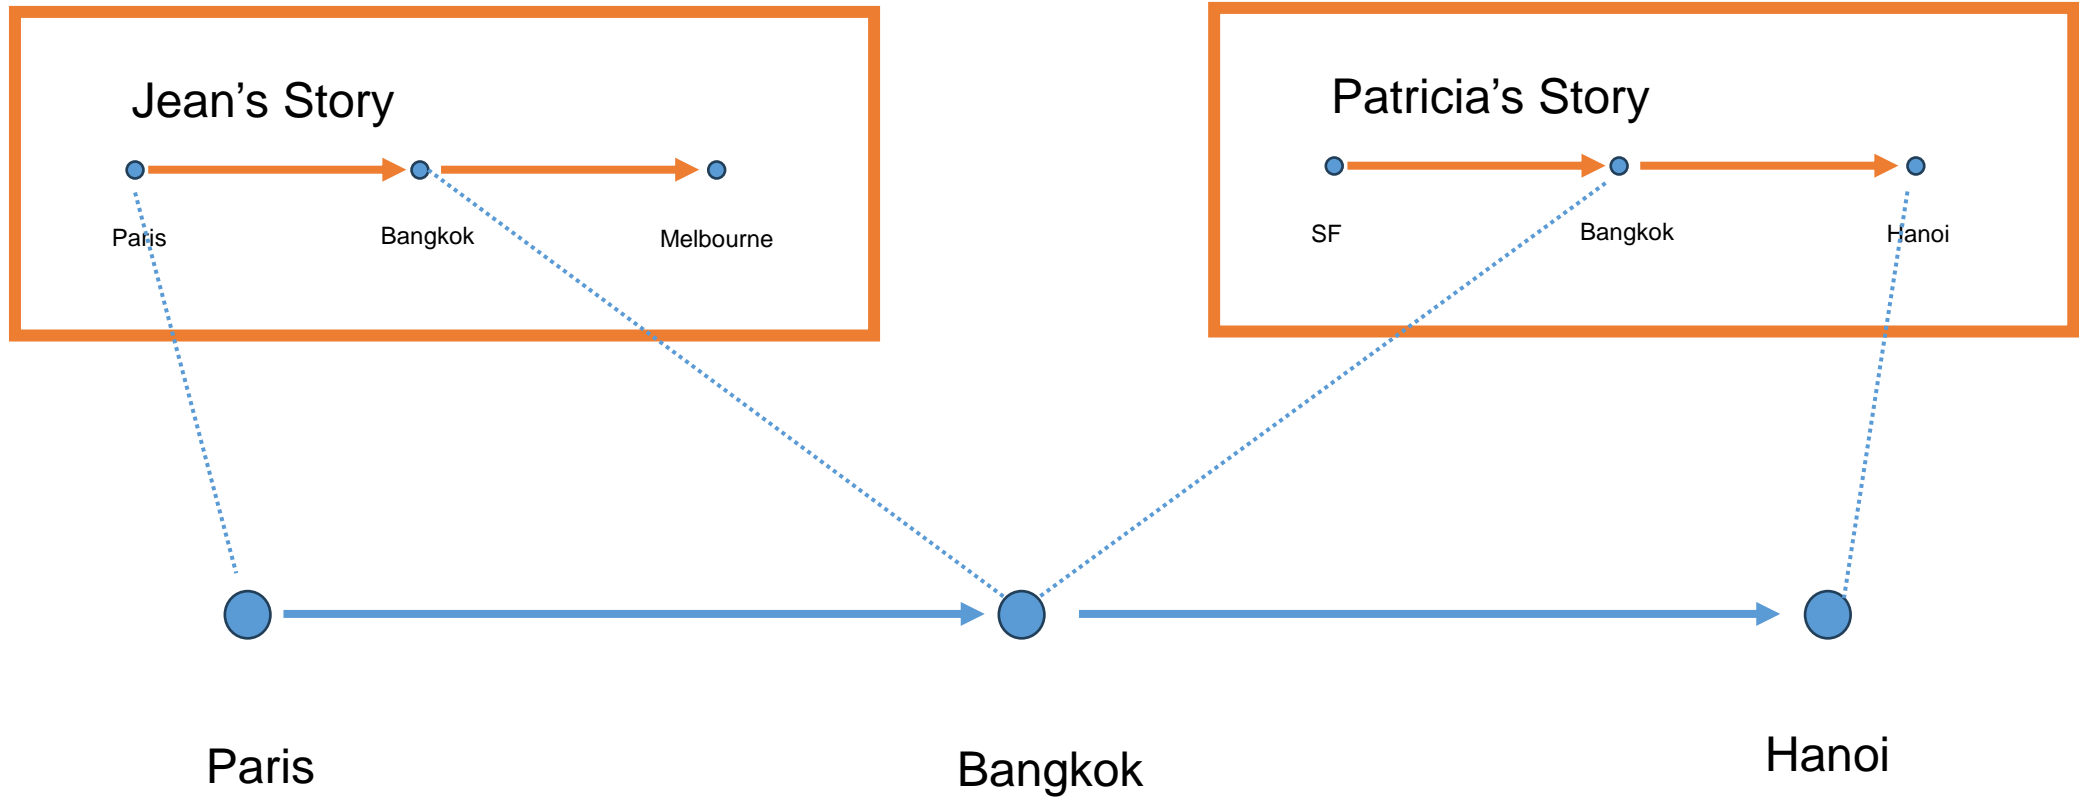 Jean’s Story
Paris
Bangkok
Melbourne
Patricia’s Story
SF
Bangkok
Hanoi
Paris
Bangkok
Hanoi